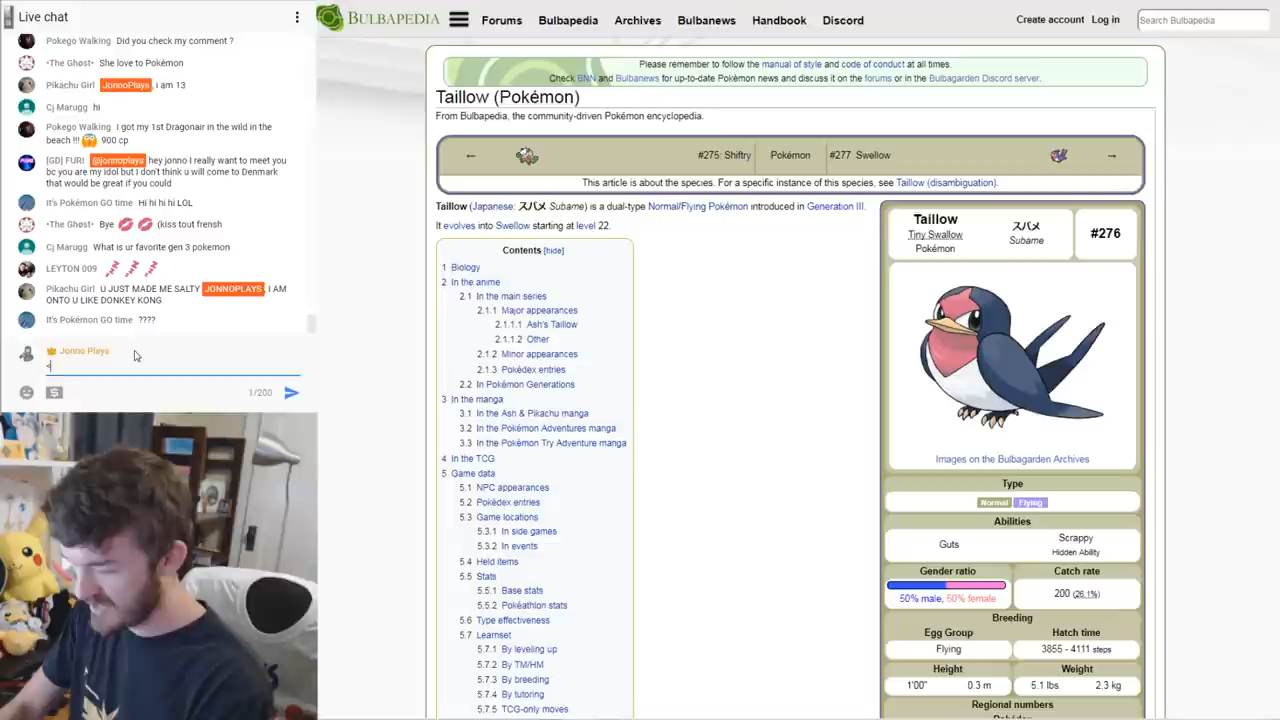 Live chat
Pokego Walking Did you check my comment ?
•The Ghøst• She love to Pokémon
Pikachu Girl JonnoPlays i am 13
Cj Marugg hi
Pokego Walking I got my 1st Dragonair in the wild in the
beach !!! 900 cp
[GD] FURI @jonnoplays hey jonno I really want to meet you
bc you are my idol but I don't think u will come to Denmark
that would be great if you could
It's Pokémon GO time Hi hi hi hi LOL
•The Ghøst• Bye (kiss tout frensh
Cj Marugg What is ur favorite gen 3 pokemon
LEYTON 009
Pikachu Girl U JUST MADE ME SALTY JONNOPLAYS I AM
ONTO U LIKE DONKEY KONG
It's Pokémon GO time ????
Jonno Plays
<
1/200
BULBAPEDIA Forums Bulbapedia Archives Bulbanews Handbook Discord Create account Log in Search Bulbapedia
Please remember to follow the manual of style and code of conduct at all times.
Check BNN and Bulbanews for up-to-date Pokémon news and discuss it on the forums or in the Bulbagarden Discord server.
Taillow (Pokémon)
From Bulbapedia, the community-driven Pokémon encyclopedia.
← #275: Shiftry Pokémon #277 Swellow →
This article is about the species. For a specific instance of this species, see Taillow (disambiguation).
Taillow (Japanese: スバメ Subame) is a dual-type Normal/Flying Pokémon introduced in Generation III.
It evolves into Swellow starting at level 22.
Contents [hide]
1 Biology
2 In the anime
2.1 In the main series
2.1.1 Major appearances
2.1.1.1 Ash's Taillow
2.1.1.2 Other
2.1.2 Minor appearances
2.1.3 Pokédex entries
2.2 In Pokémon Generations
3 In the manga
3.1 In the Ash & Pikachu manga
3.2 In the Pokémon Adventures manga
3.3 In the Pokémon Try Adventure manga
4 In the TCG
5 Game data
5.1 NPC appearances
5.2 Pokédex entries
5.3 Game locations
5.3.1 In side games
5.3.2 In events
5.4 Held items
5.5 Stats
5.5.1 Base stats
5.5.2 Pokéathlon stats
5.6 Type effectiveness
5.7 Learnset
5.7.1 By leveling up
5.7.2 By TM/HM
5.7.3 By breeding
5.7.4 By tutoring
5.7.5 TCG-only moves
Taillow スバメ #276
Tiny Swallow Subame
Pokémon
Images on the Bulbagarden Archives
Type
Normal Flying
Abilities
Guts Scrappy
Hidden Ability
Gender ratio Catch rate
50% male, 50% female 200 (26.1%)
Breeding
Egg Group Hatch time
Flying 3855 - 4111 steps
Height Weight
1'00" 0.3 m 5.1 lbs. 2.3 kg
Regional numbers